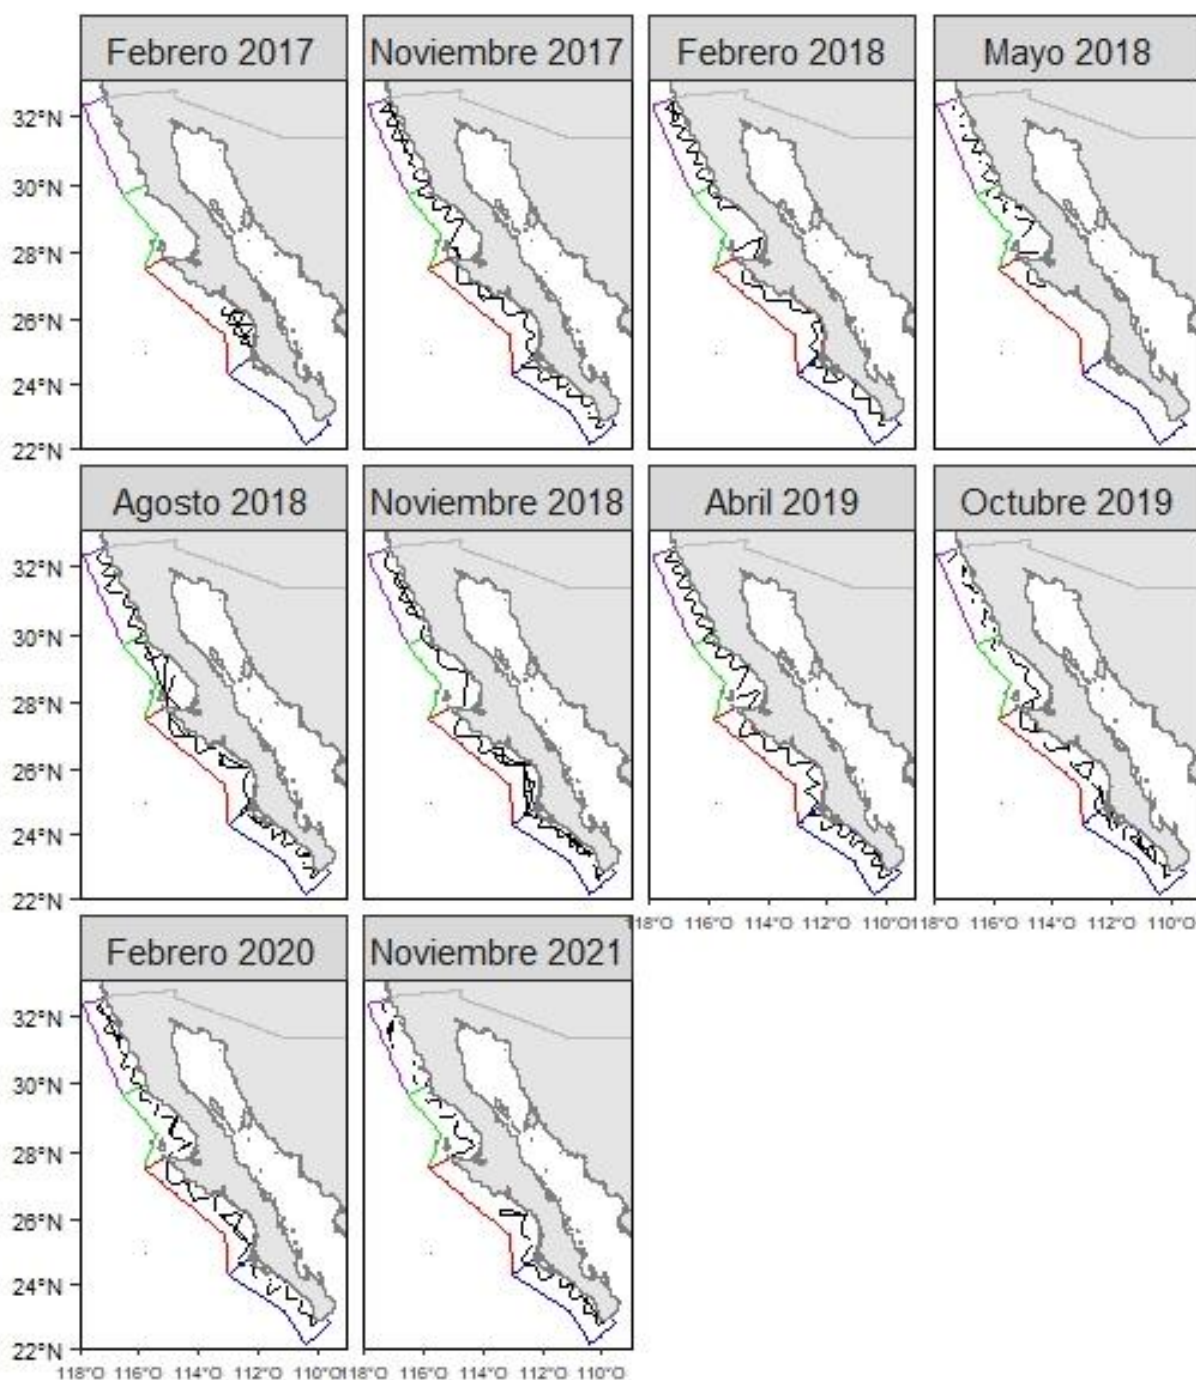 Febrero 2017 Noviembre 2017 Febrero 2018 Mayo 2018
32°N
30°N
28°N
26°N
24°N
22°N
Agosto 2018 Noviembre 2018 Abril 2019 Octubre 2019
32°N
30°N
28°N
26°N
24°N
22°N
118°O 116°O 114°O 112°O 110°O 118°O 116°O 114°O 112°O 110°O
Febrero 2020 Noviembre 2021
32°N
30°N
28°N
26°N
24°N
22°N
118°O 116°O 114°O 112°O 110°O 118°O 116°O 114°O 112°O 110°O